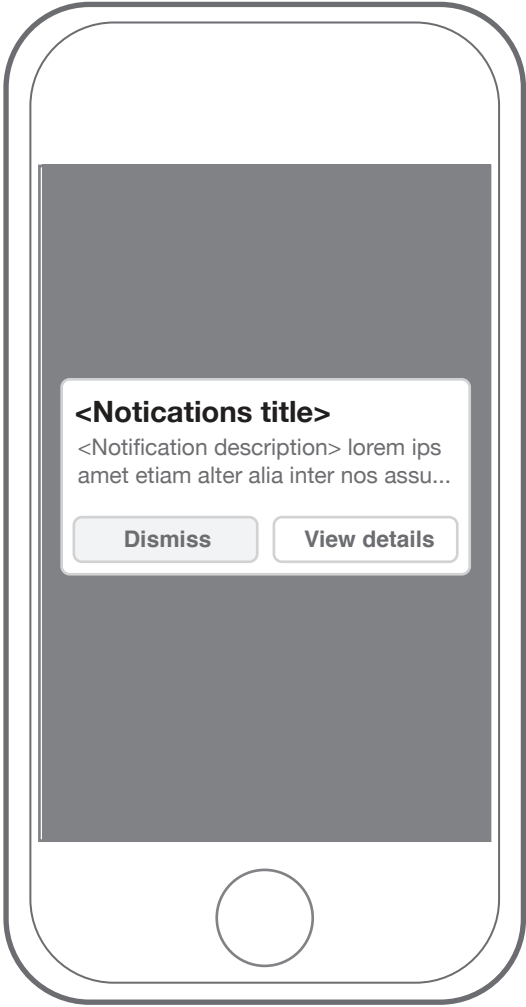 <Notications title>
<Notification description> lorem ips
amet etiam alter alia inter nos assu...
Dismiss
View details